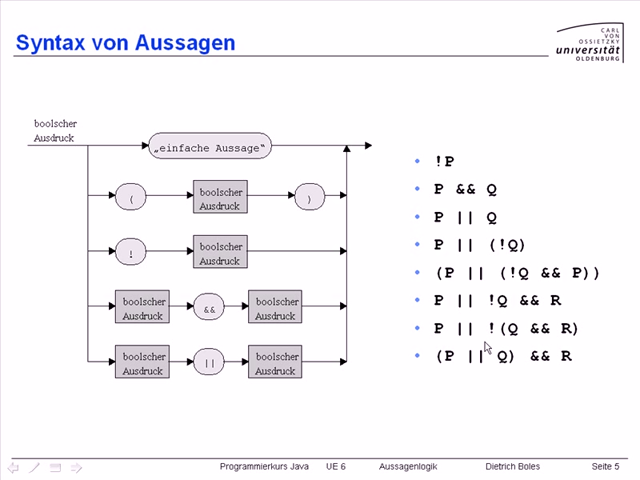 Syntax von Aussagen
CARL
VON
OSSIETZKY
universität
OLDENBURG
boolscher
Ausdruck
„einfache Aussage“
(
boolscher
Ausdruck
)
!
boolscher
Ausdruck
boolscher
Ausdruck
&&
boolscher
Ausdruck
boolscher
Ausdruck
||
boolscher
Ausdruck
• !P
• P && Q
• P || Q
• P || (!Q)
• (P || (!Q && P))
• P || !Q && R
• P || !(Q && R)
• (P || Q) && R
Programmierkurs Java UE 6 Aussagenlogik Dietrich Boles Seite 5